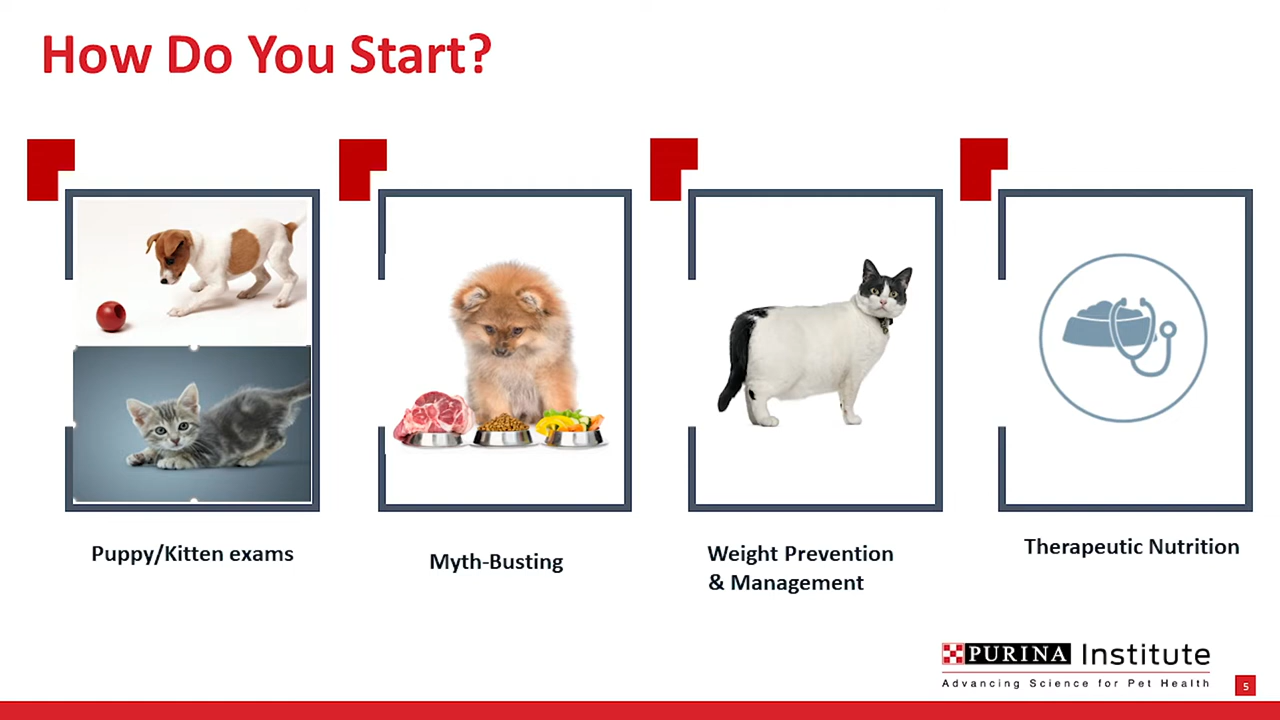 How Do You Start?
Puppy/Kitten exams
Myth-Busting
Weight Prevention
& Management
Therapeutic Nutrition
PURINA Institute
Advancing Science for Pet Health
5